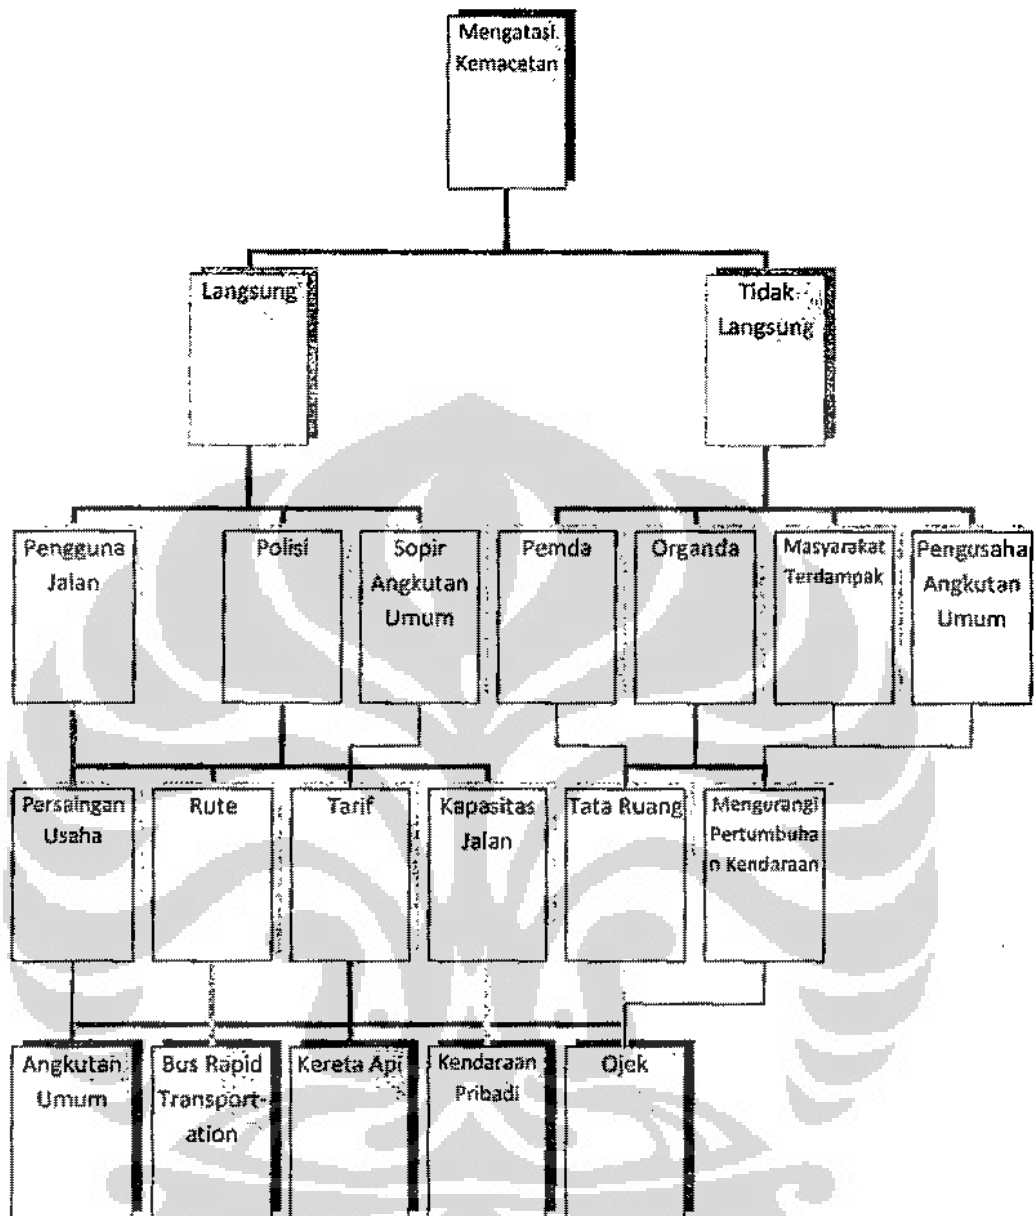 Mengatasi
Kemacetan
Langsung
Tidak
Langsung
Pengguna
Jalan
Polisi
Sopir
Angkutan
Umum
Pemda
Organda
Masyarakat
Terdampak
Pengusaha
Angkutan
Umum
Persaingan
Usaha
Rute
Tarif
Kapasitas
Jalan
Tata Ruang
Mengurangi
Pertumbuha
n Kendaraan
Angkutan
Umum
Bus Rapid
Transport-
ation
Kereta Api
Kendaraan
Pribadi
Ojek